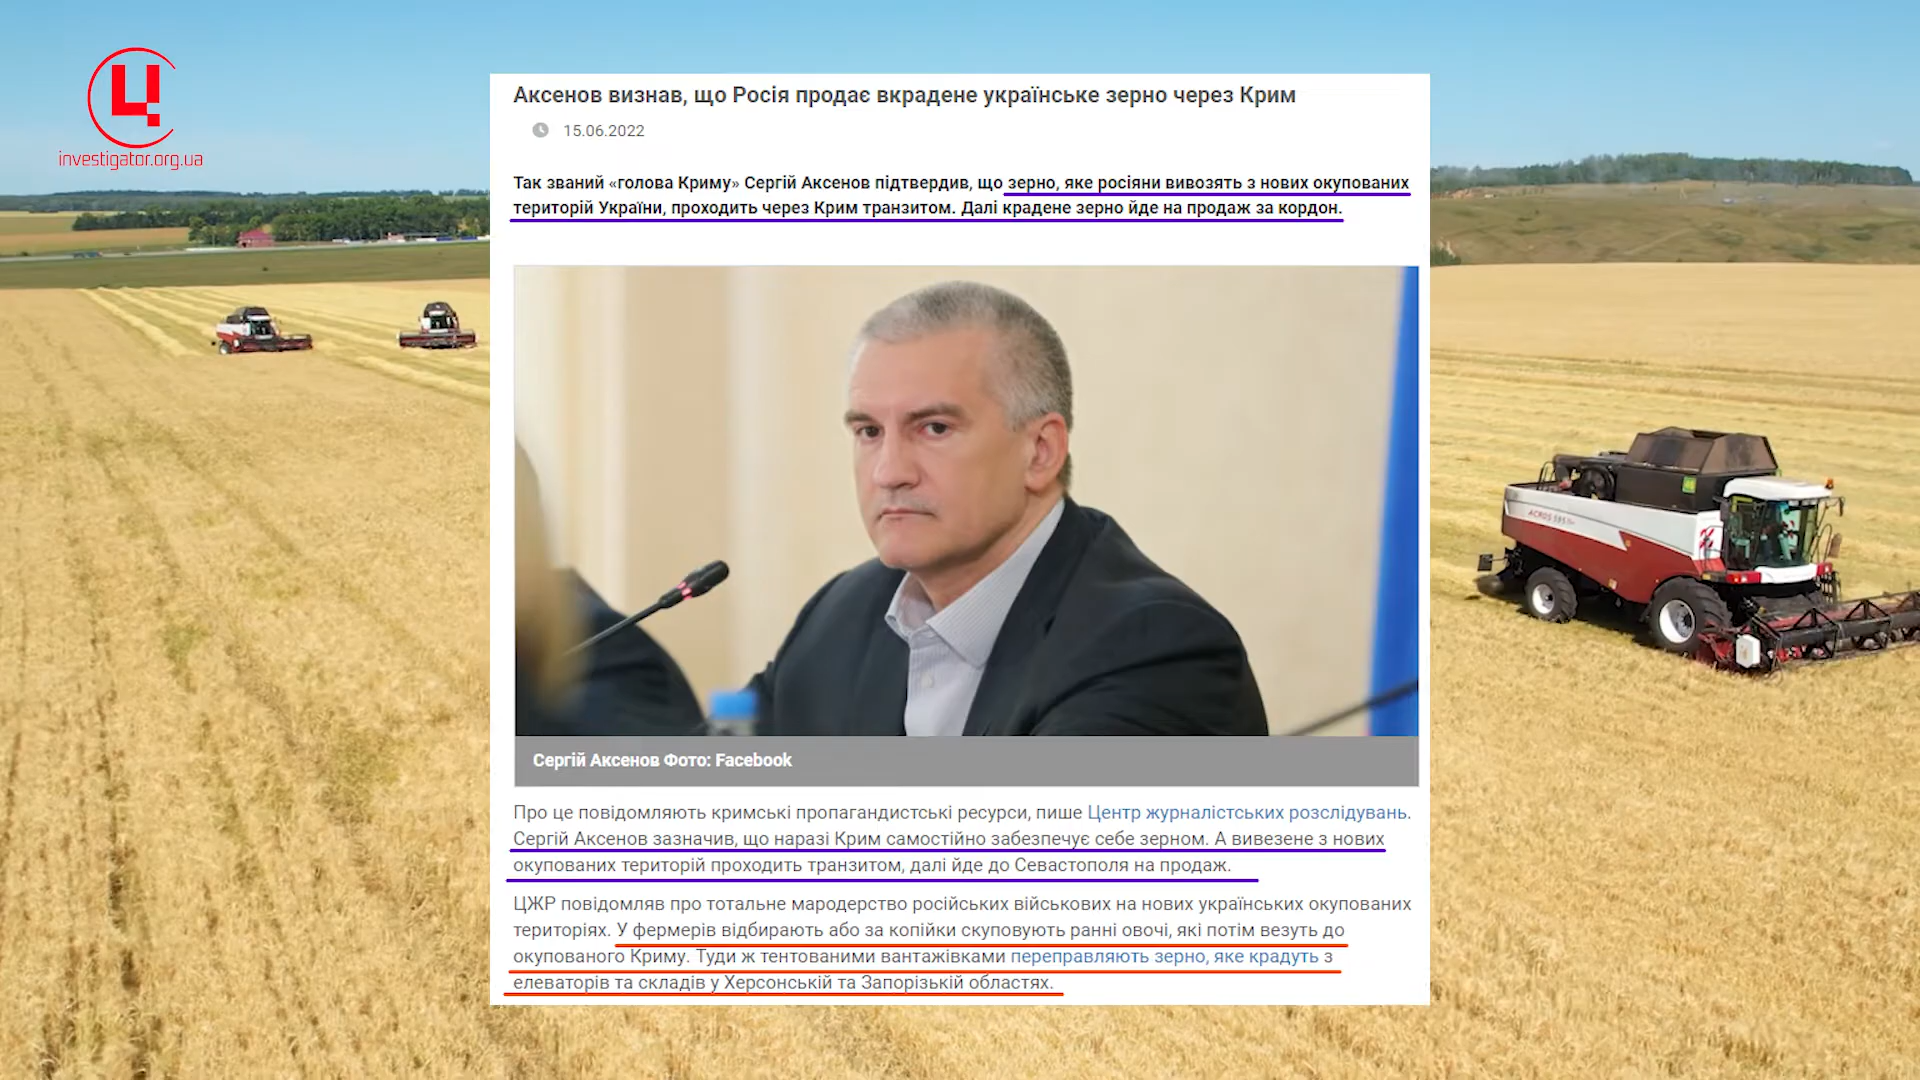 Ц
investigator.org.ua
Аксенов визнав, що Росія продає вкрадене українське зерно через Крим
15.06.2022
Так званий «голова Криму» Сергій Аксенов підтвердив, що зерно, яке росіяни вивозять з нових окупованих
територій України, проходить через Крим транзитом. Далі крадене зерно йде на продаж за кордон.
ACROS 595
Сергій Аксенов Фото: Facebook
Про це повідомляють кримські пропагандистські ресурси, пише Центр журналістських розслідувань.
Сергій Аксенов зазначив, що наразі Крим самостійно забезпечує себе зерном. А вивезене з нових
окупованих територій проходить транзитом, далі йде до Севастополя на продаж.
ЦЖР повідомляв про тотальне мародерство російських військових на нових українських окупованих
територіях. У фермерів відбирають або за копійки скуповують ранні овочі, які потім везуть до
окупованого Криму. Туди ж тентованими вантажівками переправляють зерно, яке крадуть з
елеваторів та складів у Херсонській та Запорізькій областях.